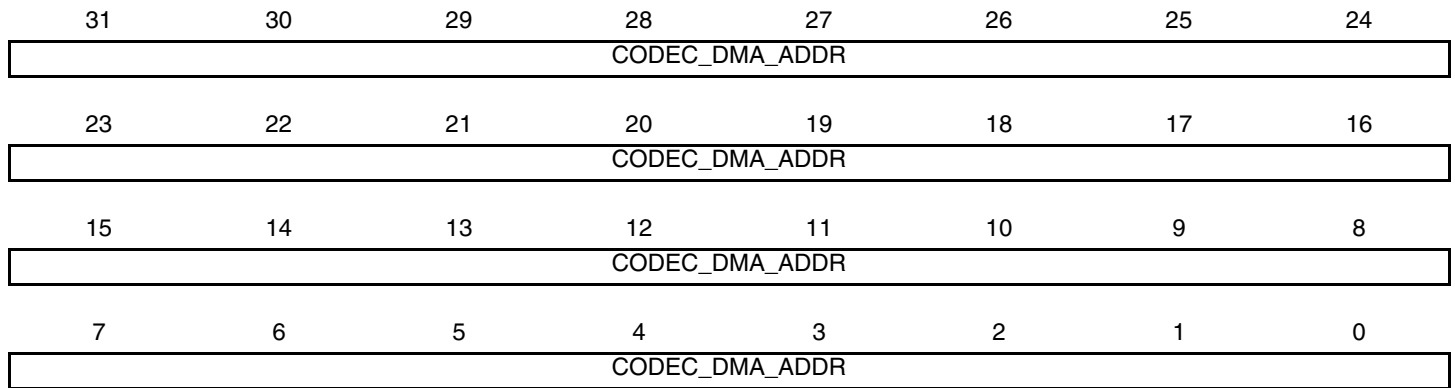 31 30 29 28 27 26 25 24
CODEC_DMA_ADDR
23 22 21 20 19 18 17 16
CODEC_DMA_ADDR
15 14 13 12 11 10 9 8
CODEC_DMA_ADDR
7 6 5 4 3 2 1 0
CODEC_DMA_ADDR